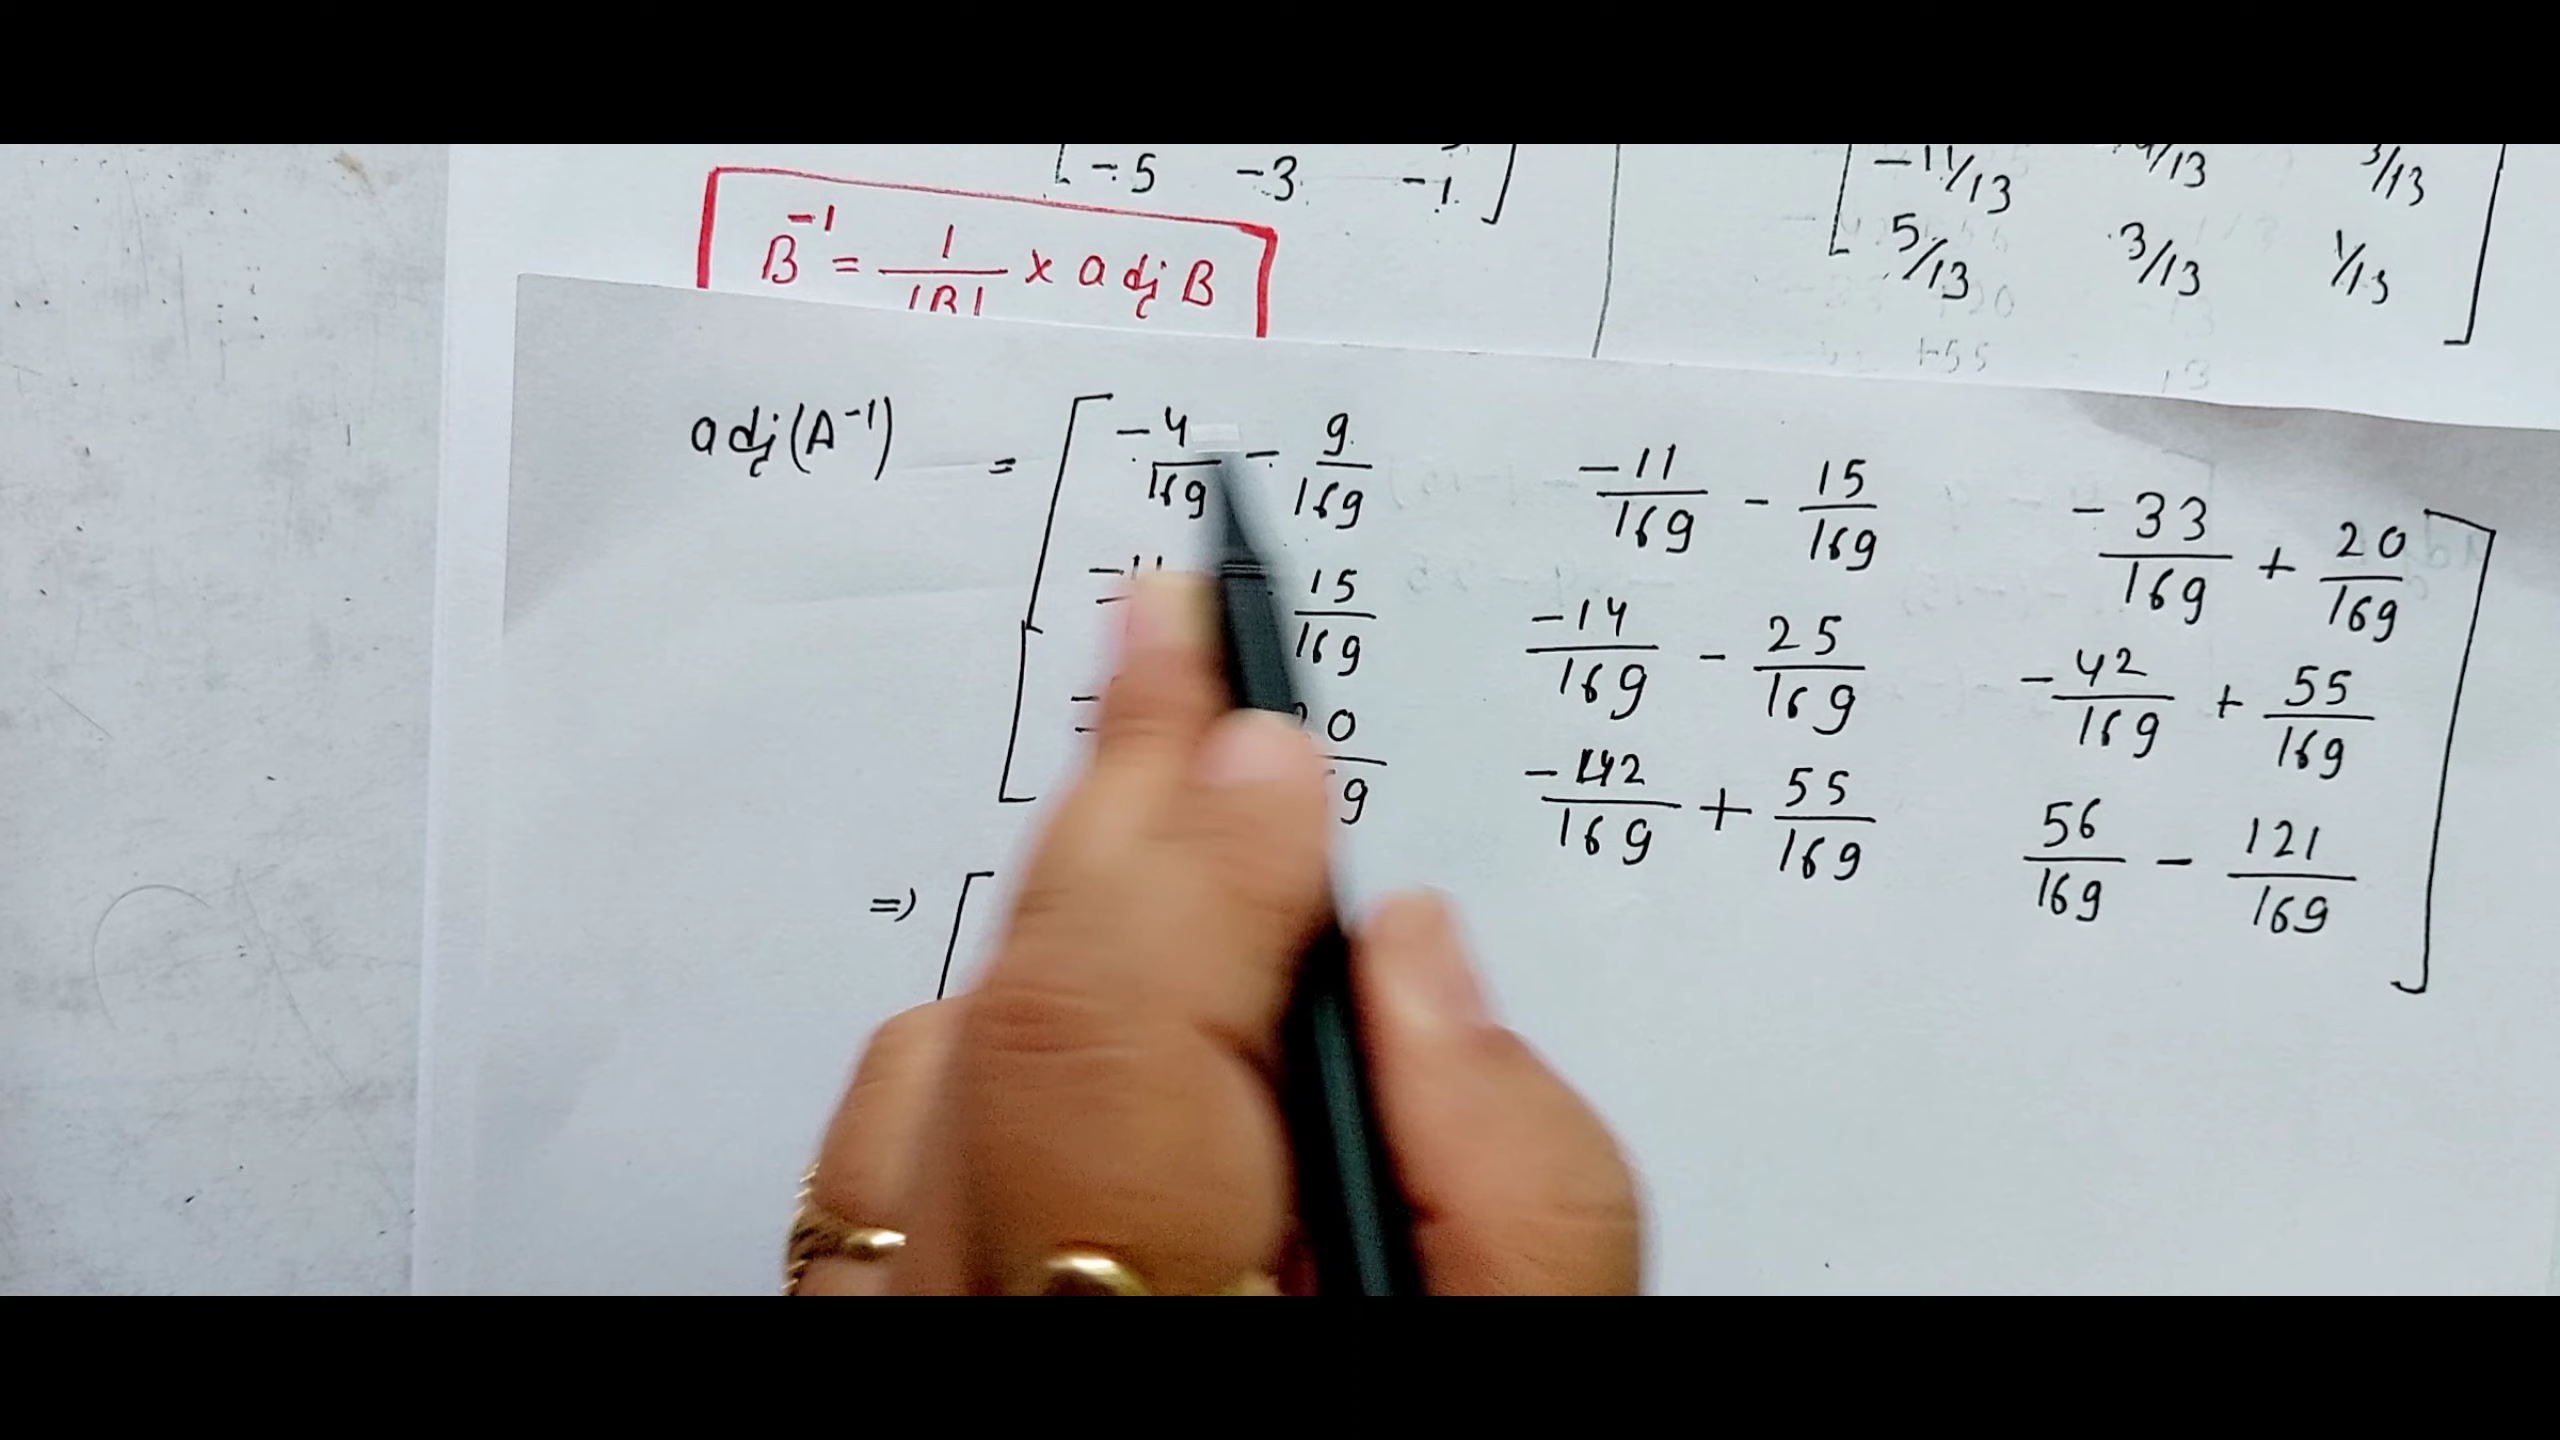 -5 -3 -1
-11/13 3/13
5/13 3/13 1/13
B⁻¹ = 1/|B| x adj B
adj(A⁻¹) = [ -4/169 - 9/169 -11/169 - 15/169 -33/169 + 20/169
15/169 -14/169 - 25/169 -42/169 + 55/169
-142/169 + 55/169 56/169 - 121/169 ]
=> [